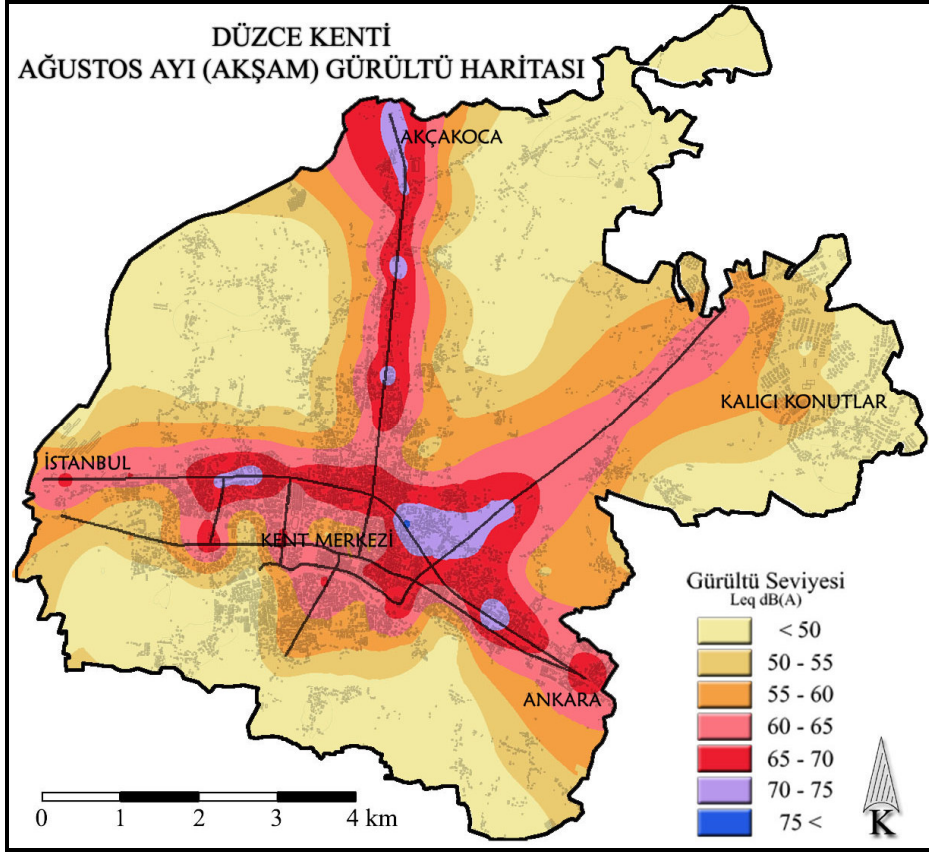 DÜZCE KENTİ
AĞUSTOS AYI (AKŞAM) GÜRÜLTÜ HARİTASI
AKÇAKOCA
KALICI KONUTLAR
İSTANBUL
KENT MERKEZİ
ANKARA
Gürültü Seviyesi
Leq dB(A)
< 50
50 - 55
55 - 60
60 - 65
65 - 70
70 - 75
75 <
0 1 2 3 4 km
K